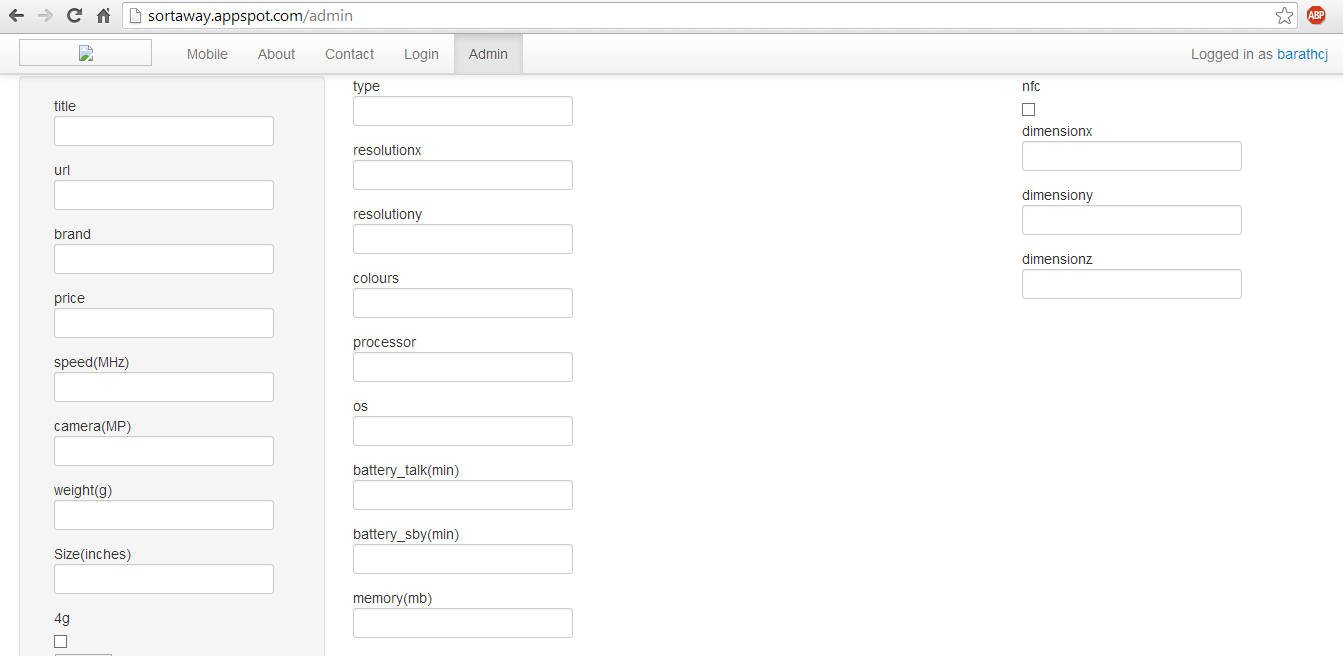 sortaway.appspot.com/admin
ABP
Mobile About Contact Login Admin Logged in as barathcj
title
url
brand
price
speed(MHz)
camera(MP)
weight(g)
Size(inches)
4g
type
resolutionx
resolutiony
colours
processor
os
battery_talk(min)
battery_sby(min)
memory(mb)
nfc
dimensionx
dimensiony
dimensionz